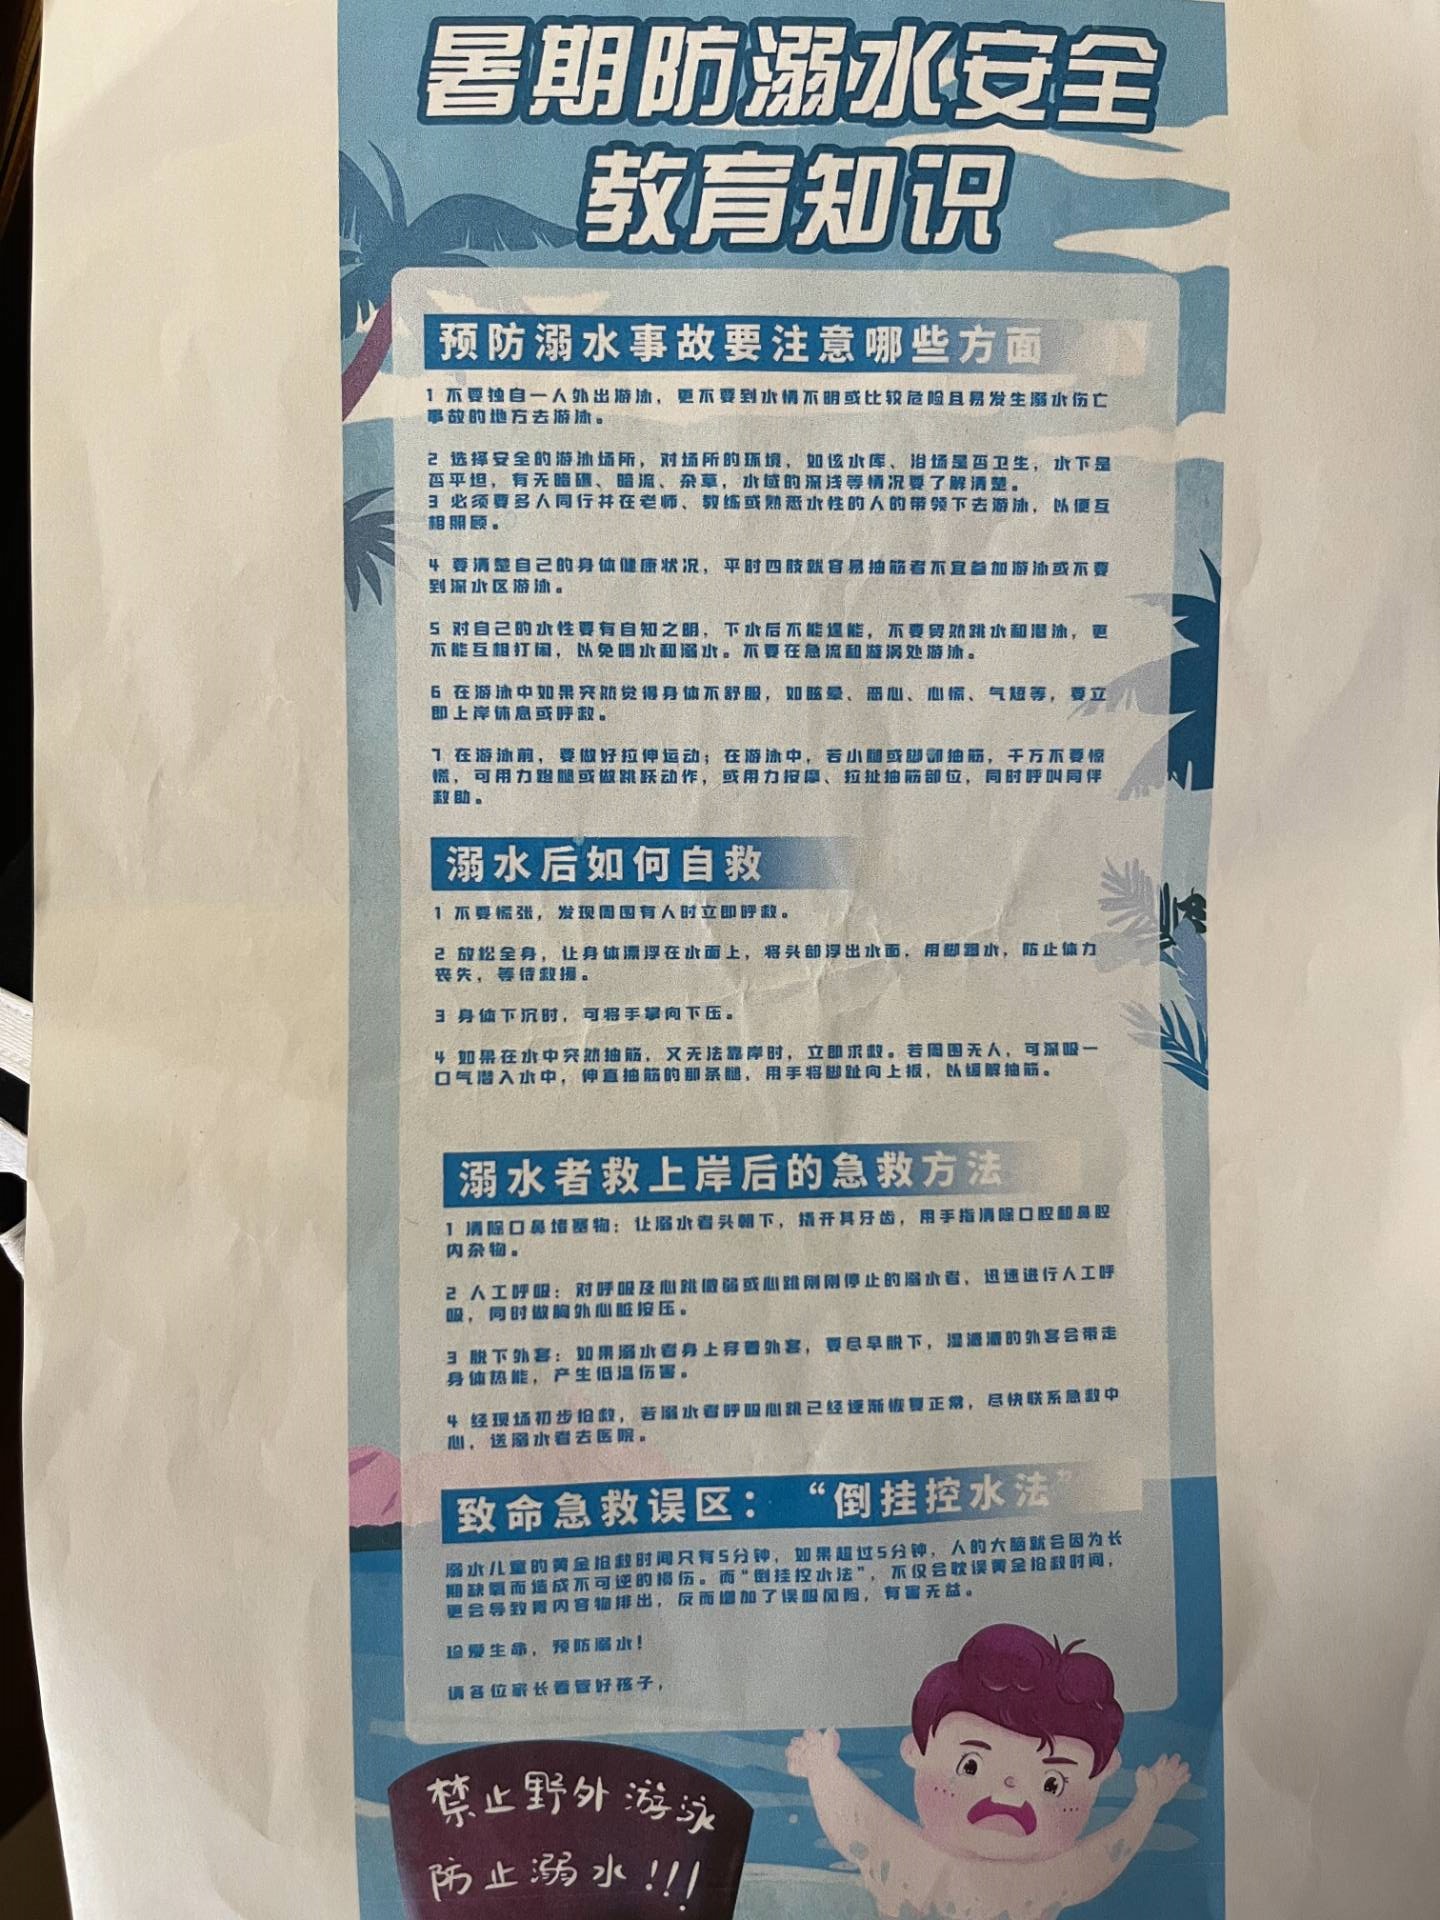 暑期防溺水安全
教育知识
预防溺水事故要注意哪些方面
1 不要独自一人外出游泳，更不要到水情不明或比较危险且易发生溺水伤亡
事故的地方去游泳。
2 选择安全的游泳场所，对场所的环境，如该水库、浴场是否卫生，水下是
否平坦，有无暗礁、暗流、杂草，水域的深浅等情况要了解清楚。
3 必须要多人同行并在老师、教练或熟悉水性的人的带领下去游泳，以便互
相照顾。
4 要清楚自己的身体健康状况，平时四肢就容易抽筋者不宜参加游泳或不要
到深水区游泳。
5 对自己的水性要有自知之明，下水后不能逞能，不要贸然跳水和潜泳，更
不能互相打闹，以免喝水和溺水。不要在急流和漩涡处游泳。
6 在游泳中如果突然觉得身体不舒服，如眩晕、恶心、心慌、气短等，要立
即上岸休息或呼救。
7 在游泳前，要做好拉伸运动；在游泳中，若小腿或脚部抽筋，千万不要惊
慌，可用力蹬腿或做跳跃动作，或用力按摩、拉扯抽筋部位，同时呼叫同伴
救助。
溺水后如何自救
1 不要慌张，发现周围有人时立即呼救。
2 放松全身，让身体漂浮在水面上，将头部浮出水面，用脚踢水，防止体力
丧失，等待救援。
3 身体下沉时，可将手掌向下压。
4 如果在水中突然抽筋，又无法靠岸时，立即求救。若周围无人，可深吸一
口气潜入水中，伸直抽筋的那条腿，用手将脚趾向上扳，以缓解抽筋。
溺水者救上岸后的急救方法
1 清除口鼻堵塞物：让溺水者头朝下，撬开其牙齿，用手指清除口腔和鼻腔
内杂物。
2 人工呼吸：对呼吸及心跳微弱或心跳刚刚停止的溺水者，迅速进行人工呼
吸，同时做胸外心脏按压。
3 脱下外套：如果溺水者身上穿着外套，要尽早脱下，湿漉漉的外套会带走
身体热能，产生低温伤害。
4 经现场初步抢救，若溺水者呼吸心跳已经逐渐恢复正常，尽快联系急救中
心，送溺水者去医院。
致命急救误区：“倒挂控水法”
溺水儿童的黄金抢救时间只有5分钟，如果超过5分钟，人的大脑就会因为长
期缺氧而造成不可逆的损伤。而“倒挂控水法”，不仅会耽误黄金抢救时间，
更会导致胃内容物排出，反而增加了误吸风险，有害无益。
珍爱生命，预防溺水！
请各位家长看管好孩子，
禁止野外游泳
防止溺水!!!